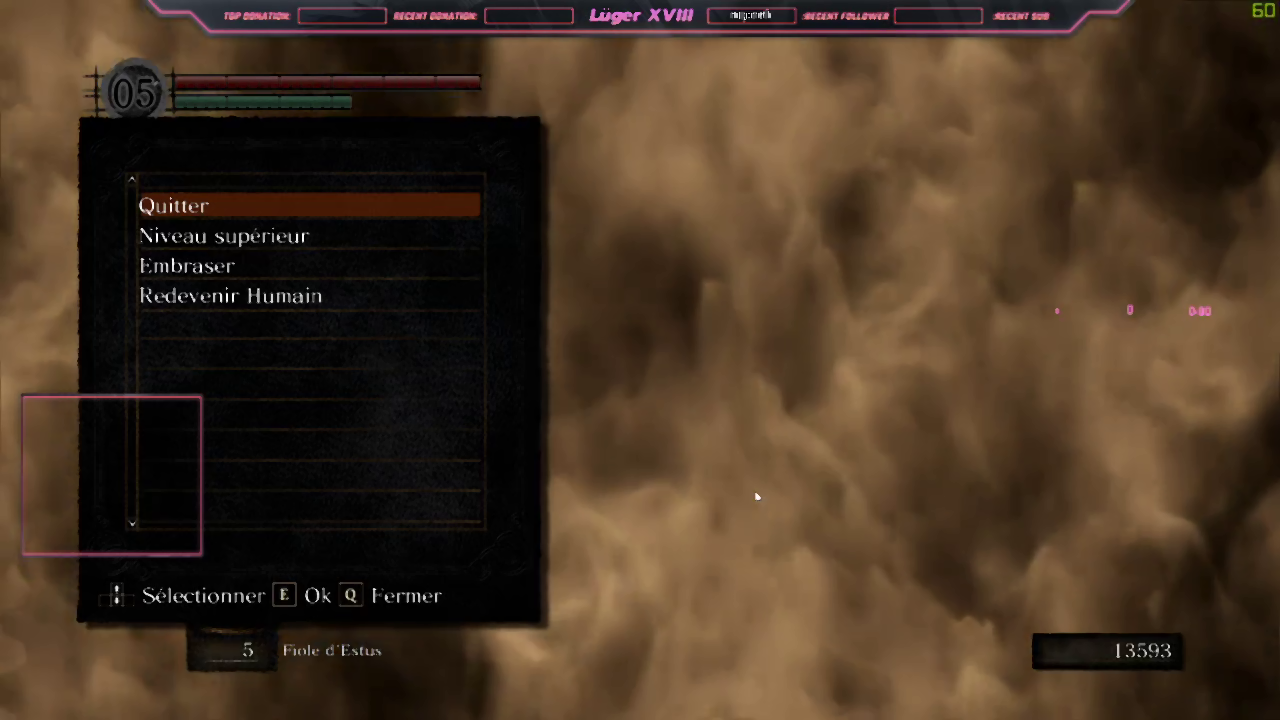 TOP DONATION: RECENT DONATION: Lüger XVIII :RECENT FOLLOWER :RECENT SUB
60
05
Quitter
Niveau supérieur
Embraser
Redevenir Humain
0
Sélectionner E Ok Q Fermer
5 Fiole d'Estus
13593